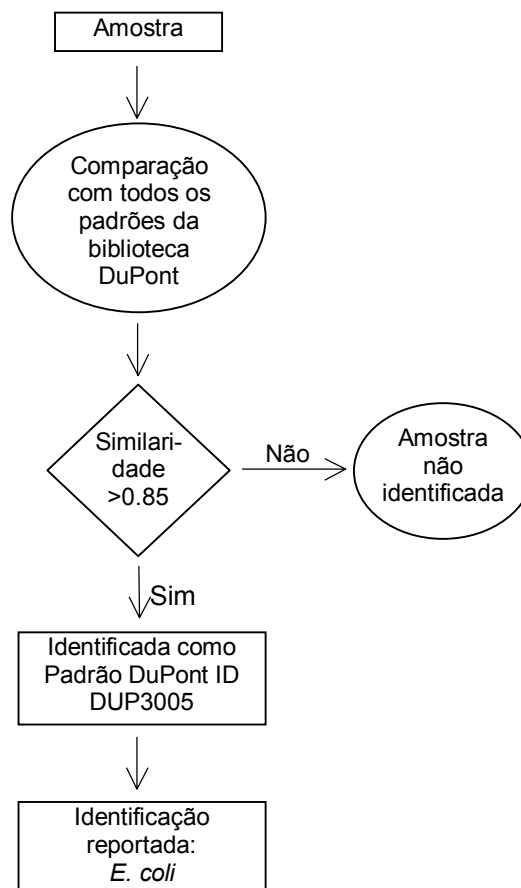 Amostra
Comparação
com todos os
padrões da
biblioteca
DuPont
Similari-
dade
>0.85
Não
Amostra
não
identificada
Sim
Identificada como
Padrão DuPont ID
DUP3005
Identificação
reportada:
E. coli